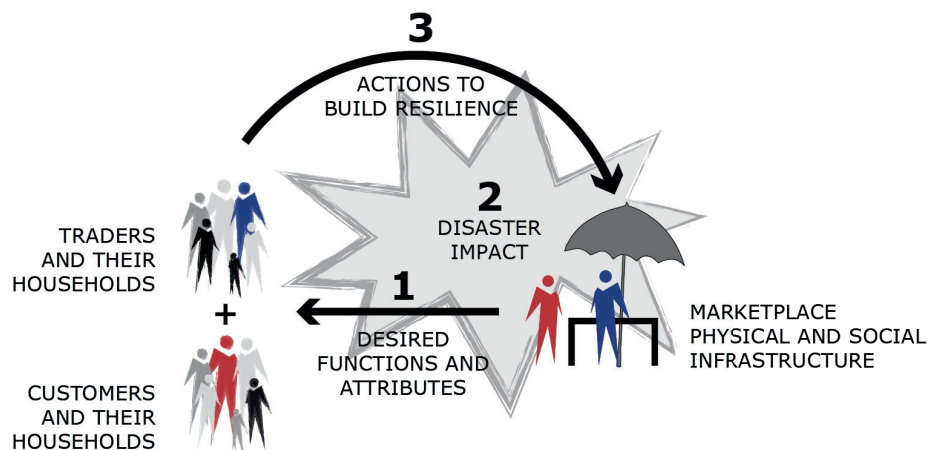 3
ACTIONS TO
BUILD RESILIENCE
2
DISASTER
IMPACT
TRADERS
AND THEIR
HOUSEHOLDS
+
1
DESIRED
FUNCTIONS AND
ATTRIBUTES
MARKETPLACE
PHYSICAL AND SOCIAL
INFRASTRUCTURE
CUSTOMERS
AND THEIR
HOUSEHOLDS